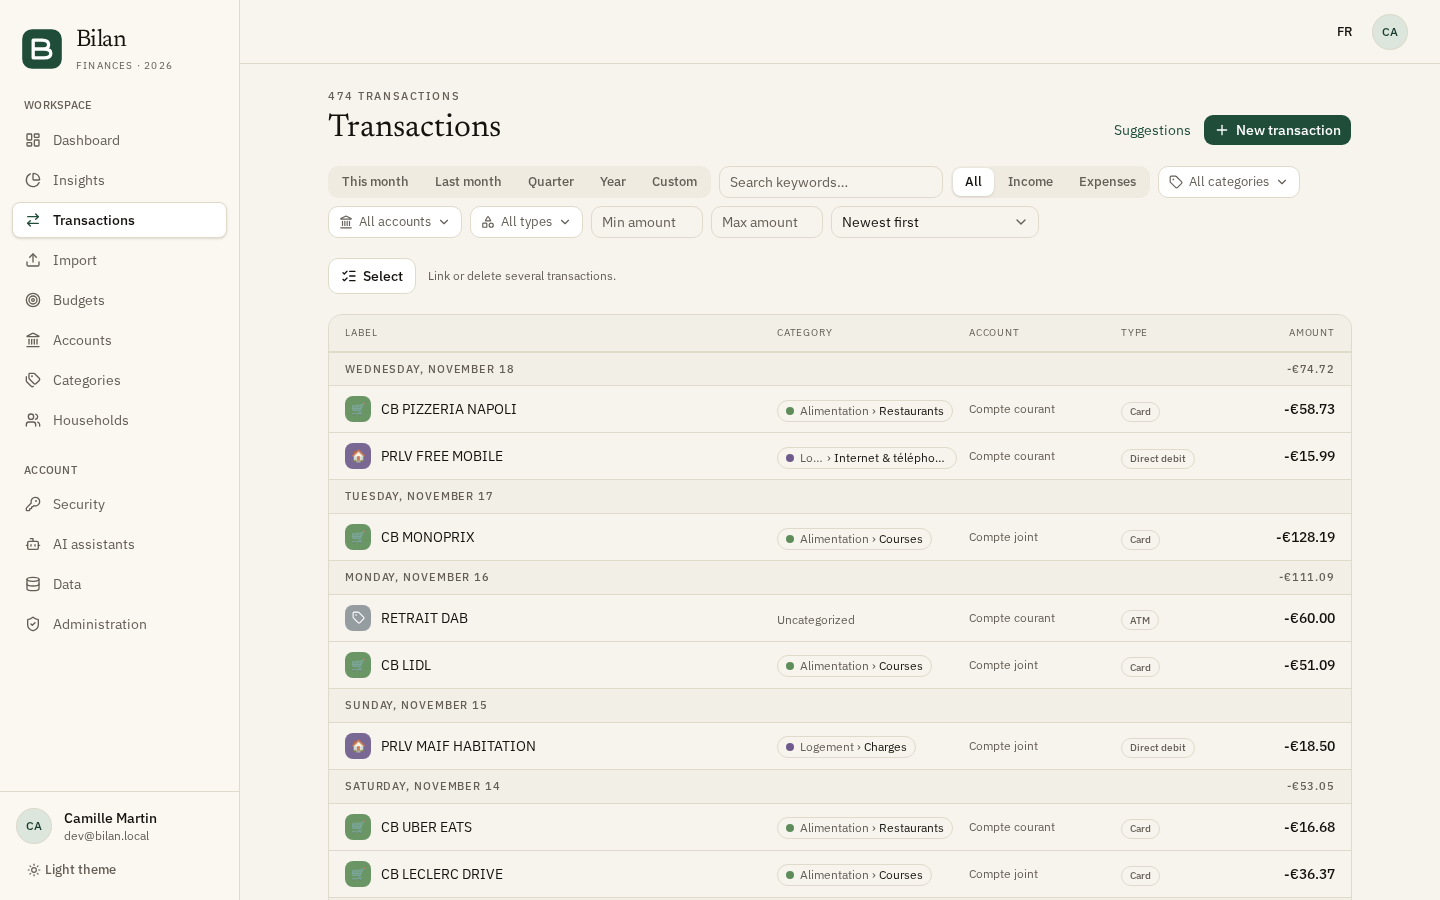 Bilan
FINANCES · 2026
WORKSPACE
Dashboard
Insights
Transactions
Import
Budgets
Accounts
Categories
Households
ACCOUNT
Security
AI assistants
Data
Administration
CA
Camille Martin
dev@bilan.local
Light theme
FR
CA
474 TRANSACTIONS
Transactions
Suggestions
New transaction
This month Last month Quarter Year Custom Search keywords... All Income Expenses All categories
All accounts All types Min amount Max amount Newest first
Select Link or delete several transactions.
LABEL CATEGORY ACCOUNT TYPE AMOUNT
WEDNESDAY, NOVEMBER 18 -€74.72
CB PIZZERIA NAPOLI Alimentation › Restaurants Compte courant Card -€58.73
PRLV FREE MOBILE Lo... › Internet & télépho... Compte courant Direct debit -€15.99
TUESDAY, NOVEMBER 17
CB MONOPRIX Alimentation › Courses Compte joint Card -€128.19
MONDAY, NOVEMBER 16 -€111.09
RETRAIT DAB Uncategorized Compte courant ATM -€60.00
CB LIDL Alimentation › Courses Compte joint Card -€51.09
SUNDAY, NOVEMBER 15
PRLV MAIF HABITATION Logement › Charges Compte joint Direct debit -€18.50
SATURDAY, NOVEMBER 14 -€53.05
CB UBER EATS Alimentation › Restaurants Compte courant Card -€16.68
CB LECLERC DRIVE Alimentation › Courses Compte joint Card -€36.37